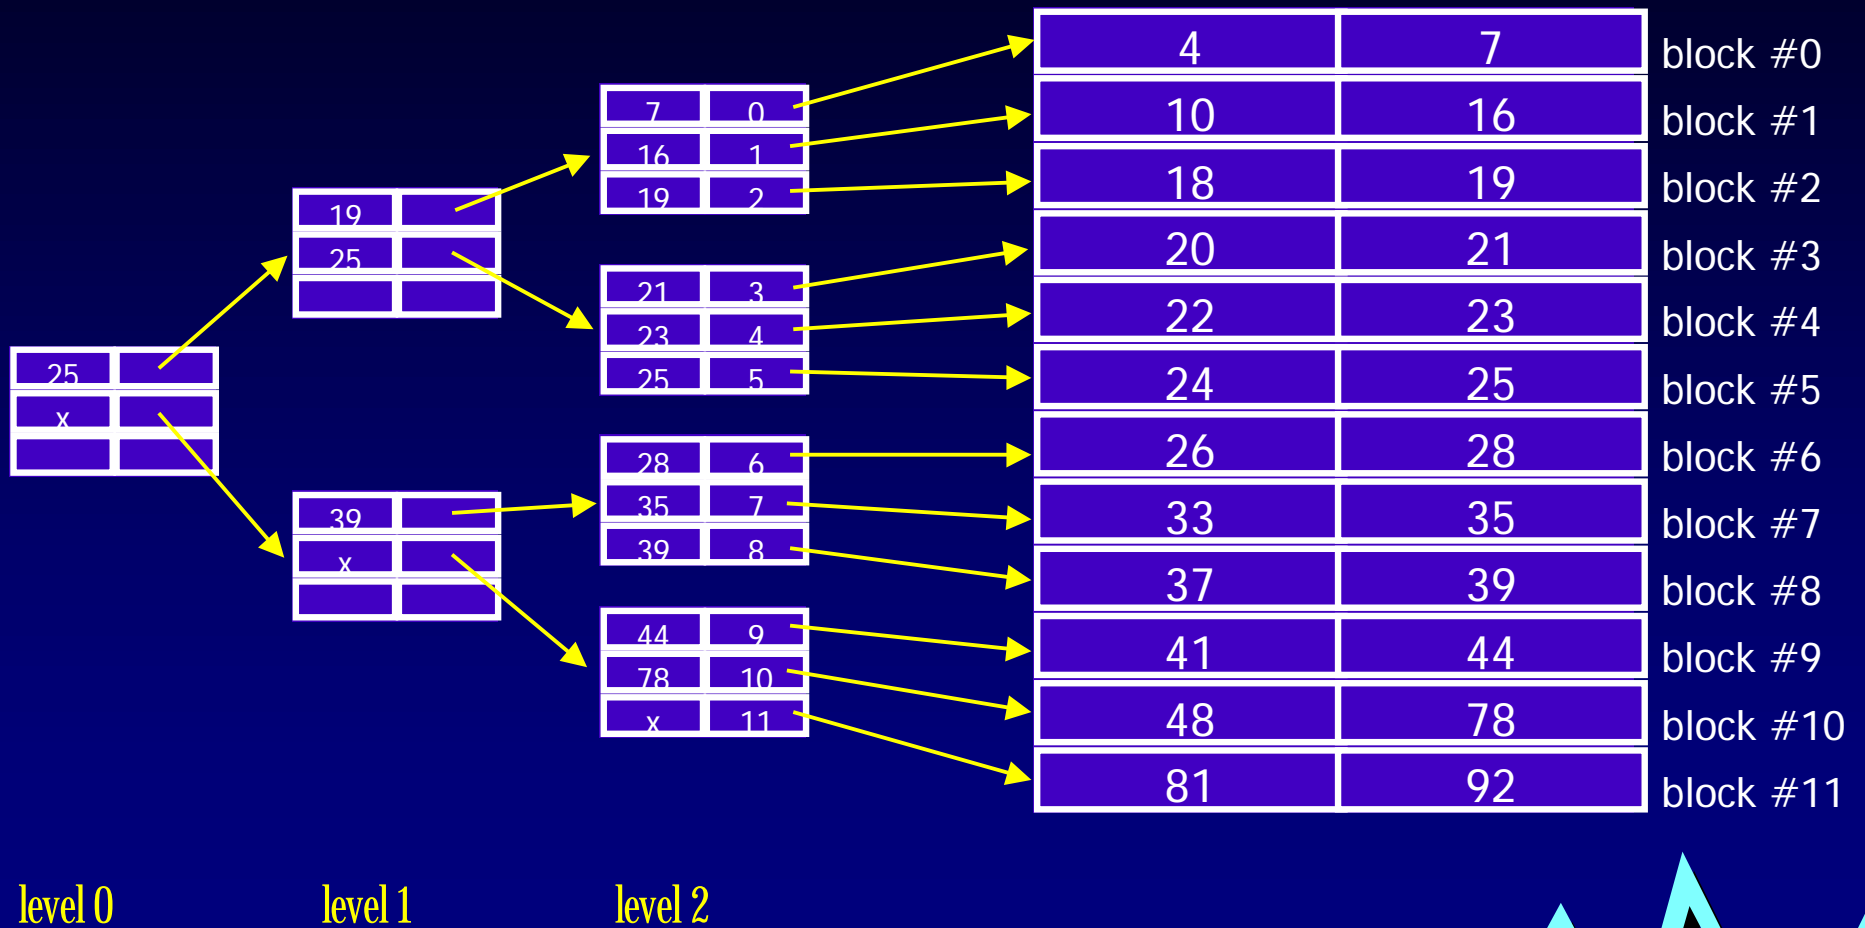 25
x
19
25
39
x
7 0
16 1
19 2
21 3
23 4
25 5
28 6
35 7
39 8
44 9
78 10
x 11
4 7 block #0
10 16 block #1
18 19 block #2
20 21 block #3
22 23 block #4
24 25 block #5
26 28 block #6
33 35 block #7
37 39 block #8
41 44 block #9
48 78 block #10
81 92 block #11
level 0 level 1 level 2